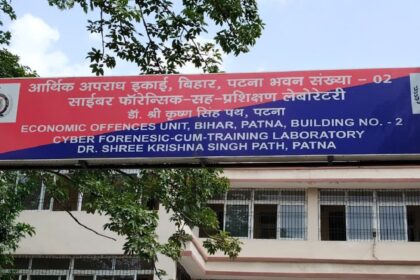 आर्थिक अपराध इकाई, बिहार, पटना भवन संख्या - 02
साईबर फॉरेन्सिक-सह-प्रशिक्षण लेबोरेटरी
डॉ. श्री कृष्ण सिंह पथ, पटना
ECONOMIC OFFENCES UNIT, BIHAR, PATNA, BUILDING NO. - 2
CYBER FORENESIC-CUM-TRAINING LABORATORY
DR. SHREE KRISHNA SINGH PATH, PATNA